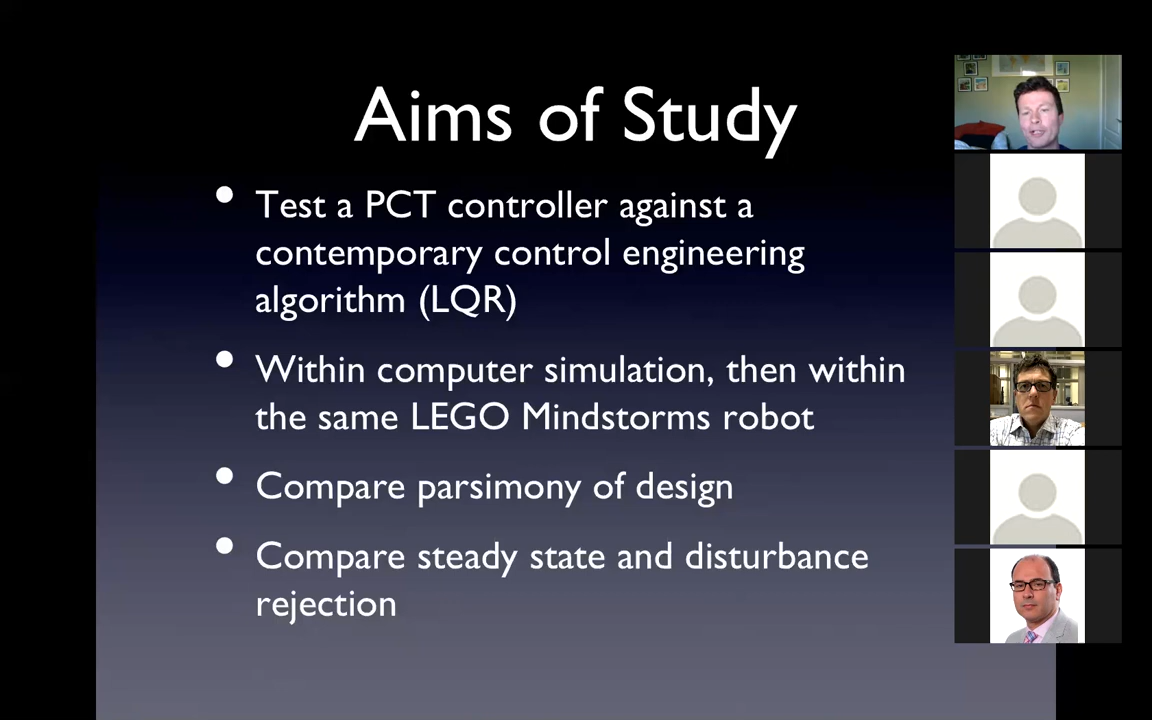 Aims of Study
• Test a PCT controller against a
contemporary control engineering
algorithm (LQR)
• Within computer simulation, then within
the same LEGO Mindstorms robot
• Compare parsimony of design
• Compare steady state and disturbance
rejection